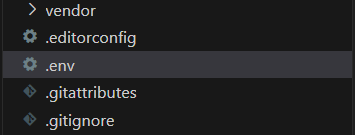 vendor
.editorconfig
.env
.gitattributes
.gitignore